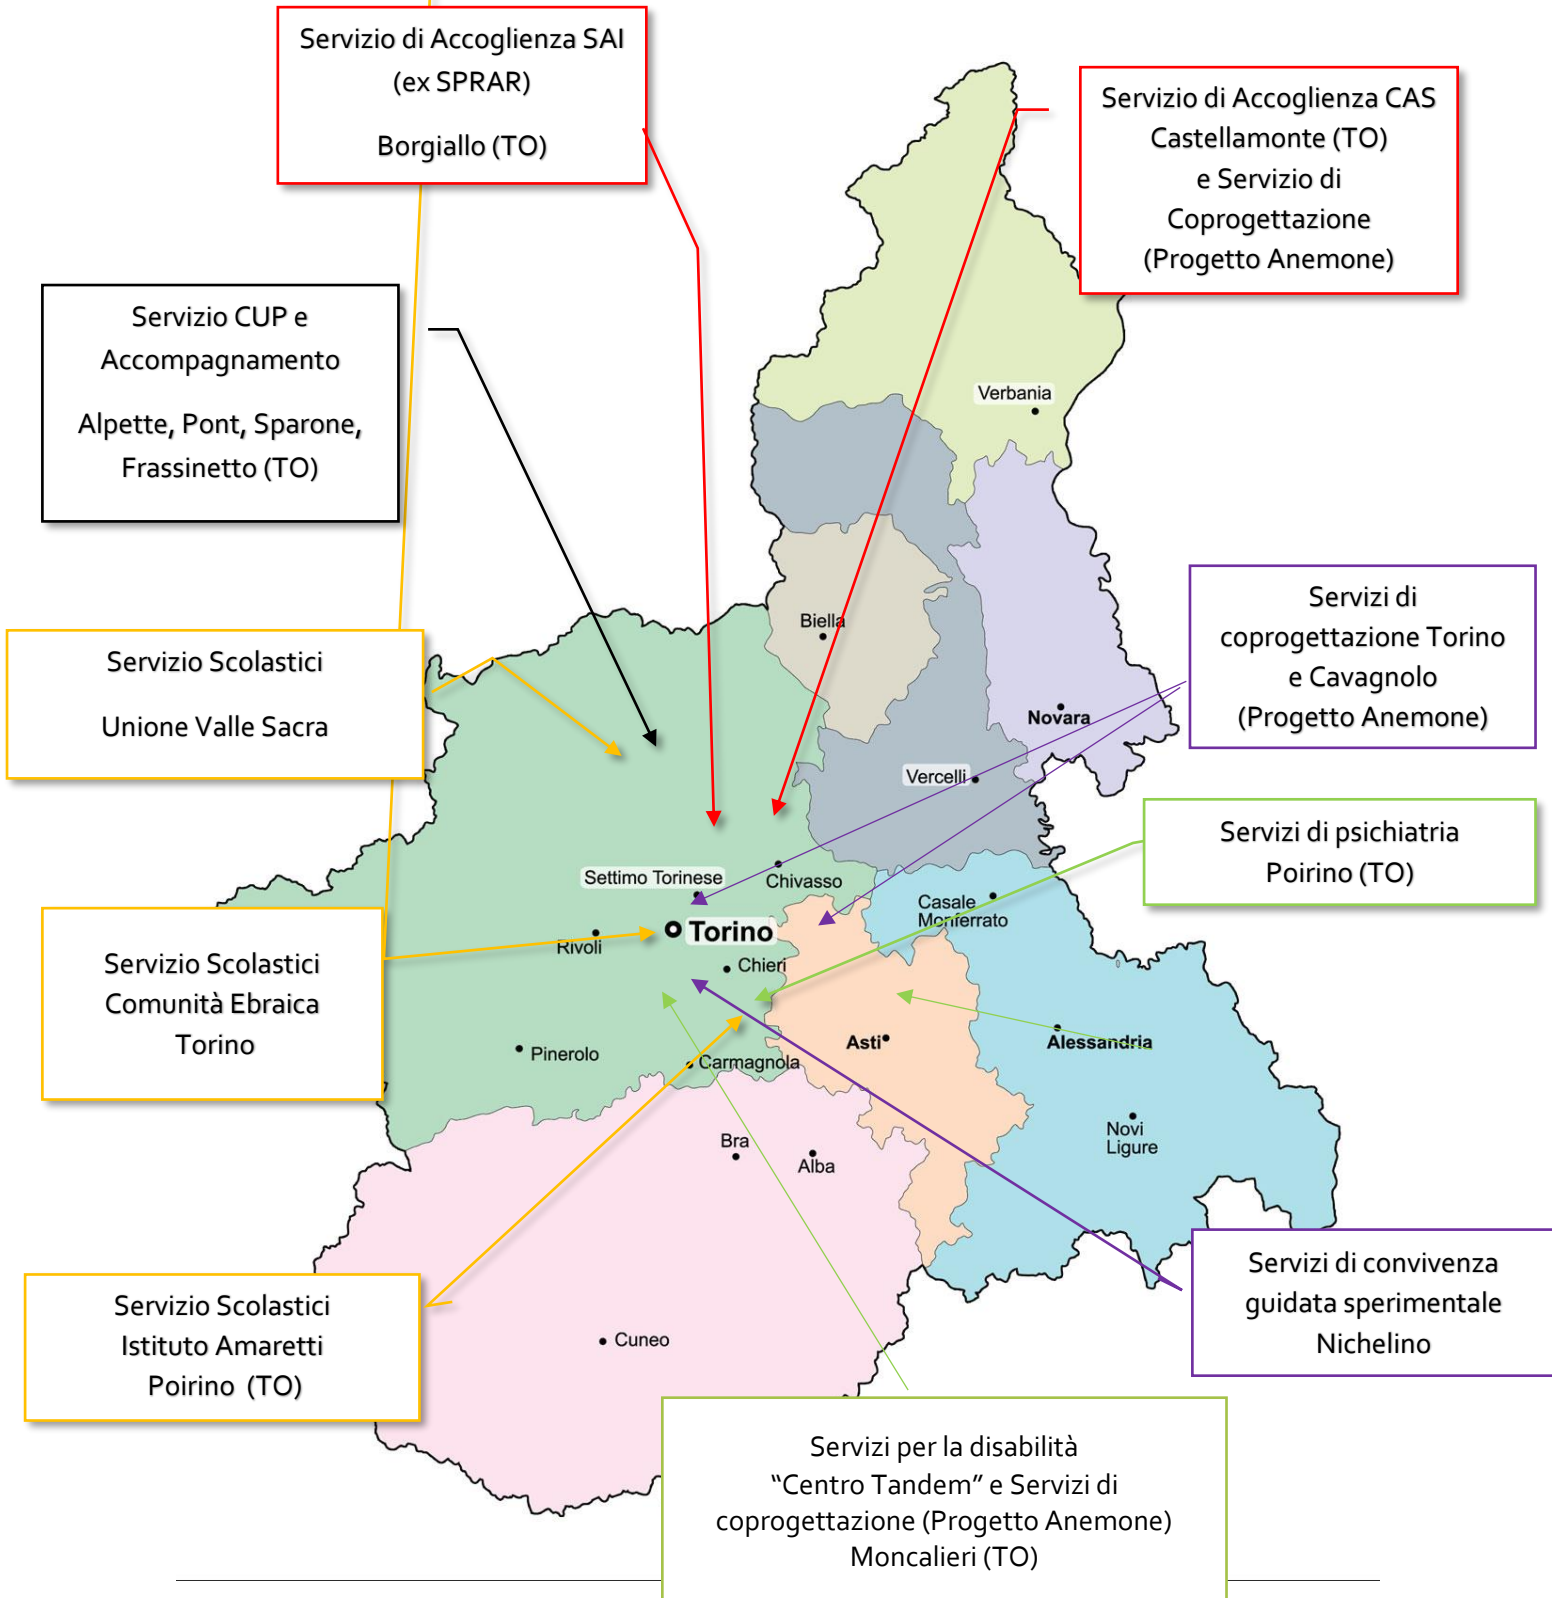 Servizio di Accoglienza SAI
(ex SPRAR)
Borgiallo (TO)
Servizio di Accoglienza CAS
Castellamonte (TO)
e Servizio di
Coprogettazione
(Progetto Anemone)
Servizio CUP e
Accompagnamento
Alpette, Pont, Sparone,
Frassinetto (TO)
Verbania
Biella
Servizi di
coprogettazione Torino
e Cavagnolo
(Progetto Anemone)
Servizio Scolastici
Unione Valle Sacra
Novara
Vercelli
Servizi di psichiatria
Poirino (TO)
Settimo Torinese
Chivasso
Casale
Monferrato
Torino
Rivoli
Chieri
Servizio Scolastici
Comunità Ebraica
Torino
Asti
Alessandria
Pinerolo
Carmagnola
Novi
Ligure
Bra
Alba
Servizi di convivenza
guidata sperimentale
Nichelino
Servizio Scolastici
Istituto Amaretti
Poirino (TO)
Cuneo
Servizi per la disabilità
“Centro Tandem” e Servizi di
coprogettazione (Progetto Anemone)
Moncalieri (TO)